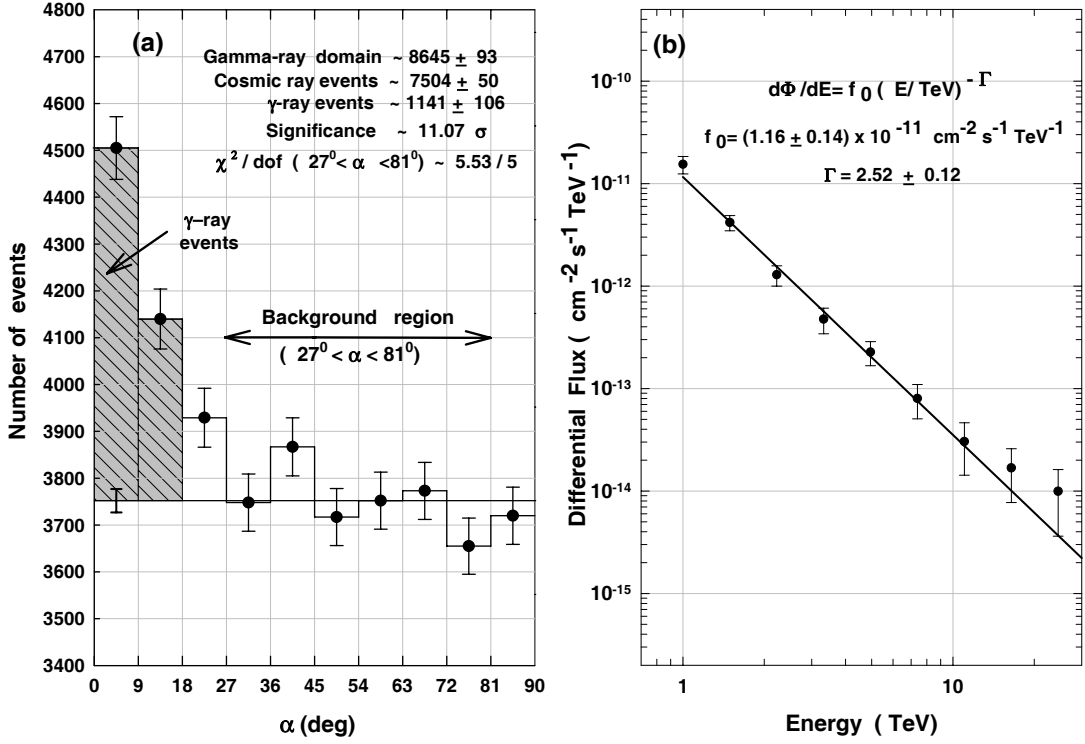 (a)
Gamma-ray domain ~ 8645 ± 93
Cosmic ray events ~ 7504 ± 50
γ-ray events ~ 1141 ± 106
Significance ~ 11.07 σ
χ² / dof ( 27⁰< α <81⁰) ~ 5.53 / 5
γ–ray
events
Background region
( 27⁰ < α < 81⁰)
Number of events
4800
4700
4600
4500
4400
4300
4200
4100
4000
3900
3800
3700
3600
3500
3400
0 9 18 27 36 45 54 63 72 81 90
α (deg)
(b)
dΦ /dE= f₀ ( E/ TeV)⁻ᴦ
f₀= (1.16 ± 0.14) x 10⁻¹¹ cm⁻² s⁻¹ TeV⁻¹
Γ = 2.52 ± 0.12
Differential Flux ( cm⁻² s⁻¹ TeV⁻¹)
10⁻¹⁰
10⁻¹¹
10⁻¹²
10⁻¹³
10⁻¹⁴
10⁻¹⁵
1 10
Energy ( TeV)